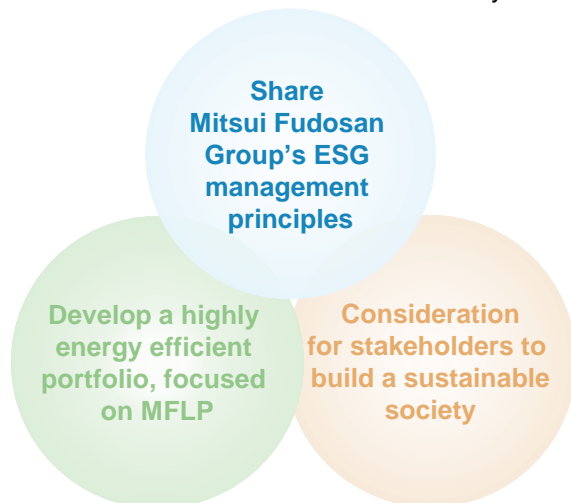 Share
Mitsui Fudosan
Group's ESG
management
principles
Develop a highly
energy efficient
portfolio, focused
on MFLP
Consideration
for stakeholders to
build a sustainable
society